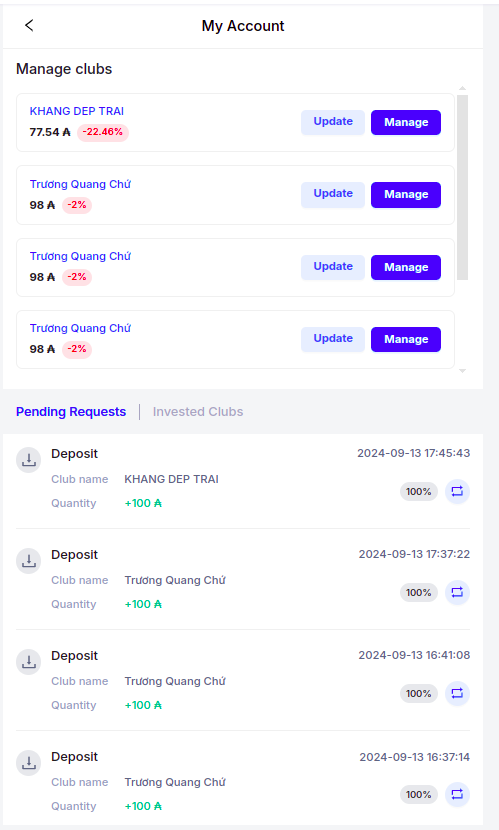 My Account
Manage clubs
KHANG DEP TRAI
77.54 ₳ -22.46% Update Manage
Trương Quang Chứ
98 ₳ -2% Update Manage
Trương Quang Chứ
98 ₳ -2% Update Manage
Trương Quang Chứ
98 ₳ -2% Update Manage
Pending Requests | Invested Clubs
Deposit 2024-09-13 17:45:43
Club name KHANG DEP TRAI
100%
Quantity +100 ₳
Deposit 2024-09-13 17:37:22
Club name Trương Quang Chứ
100%
Quantity +100 ₳
Deposit 2024-09-13 16:41:08
Club name Trương Quang Chứ
100%
Quantity +100 ₳
Deposit 2024-09-13 16:37:14
Club name Trương Quang Chứ
100%
Quantity +100 ₳